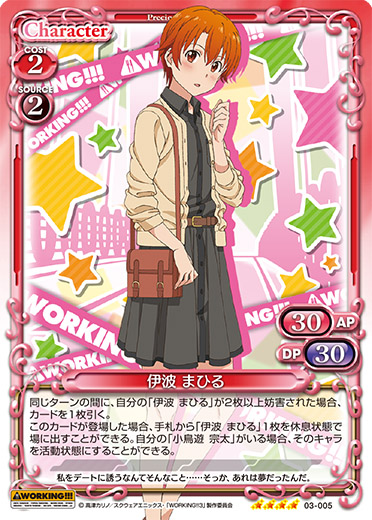 Precio
Character
COST
2
SOURCE
2
WORKING!!!
WORKING!!!
WORKING!!!
30 AP
DP 30
伊波 まひる
同じターンの間に、自分の「伊波 まひる」が2枚以上妨害された場合、
カードを1枚引く。
このカードが登場した場合、手札から「伊波 まひる」1枚を休息状態で
場に出すことができる。自分の「小鳥遊 宗太」がいる場合、そのキャラ
を活動状態にすることができる。
私をデートに誘うなんてそんなこと……そっか、あれは夢だったんだ。
WORKING!!!
© 高津カリノ/スクウェアエニックス・「WORKING!!!3」製作委員会
03-005